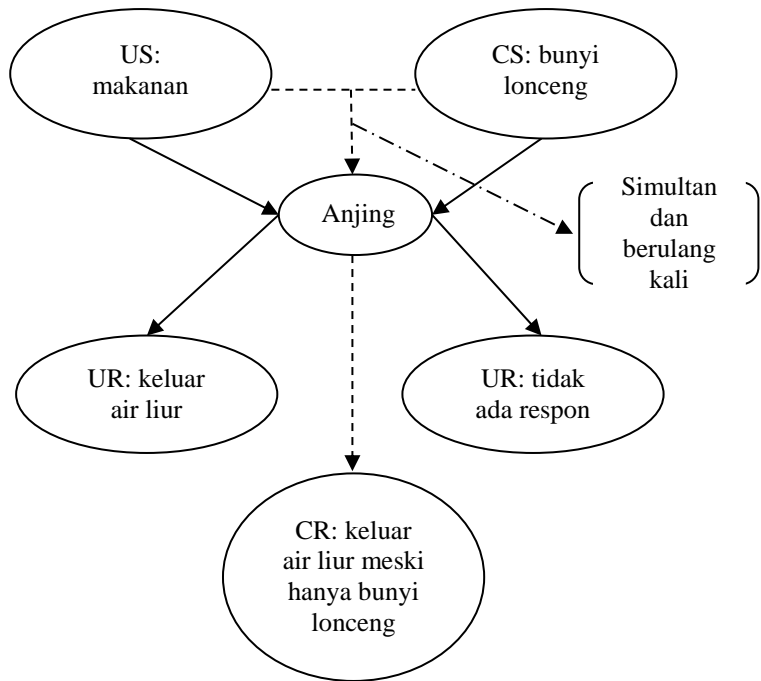 US:
makanan
CS: bunyi
lonceng
Anjing
Simultan
dan
berulang
kali
UR: keluar
air liur
UR: tidak
ada respon
CR: keluar
air liur meski
hanya bunyi
lonceng